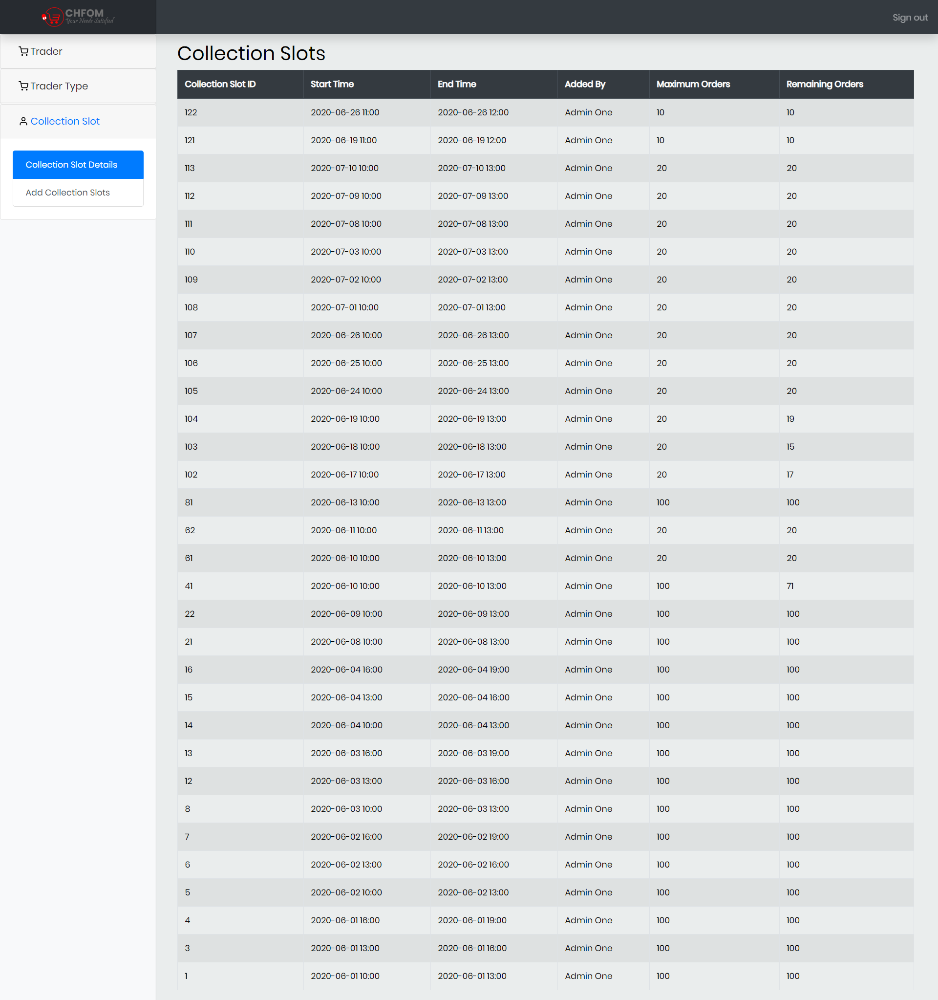 CHFOM
Your Needs Satisfied
Sign out
Trader
Trader Type
Collection Slot
Collection Slot Details
Add Collection Slots
Collection Slots
Collection Slot ID Start Time End Time Added By Maximum Orders Remaining Orders
122 2020-06-26 11:00 2020-06-26 12:00 Admin One 10 10
121 2020-06-19 11:00 2020-06-19 12:00 Admin One 10 10
113 2020-07-10 10:00 2020-07-10 13:00 Admin One 20 20
112 2020-07-09 10:00 2020-07-09 13:00 Admin One 20 20
111 2020-07-08 10:00 2020-07-08 13:00 Admin One 20 20
110 2020-07-03 10:00 2020-07-03 13:00 Admin One 20 20
109 2020-07-02 10:00 2020-07-02 13:00 Admin One 20 20
108 2020-07-01 10:00 2020-07-01 13:00 Admin One 20 20
107 2020-06-26 10:00 2020-06-26 13:00 Admin One 20 20
106 2020-06-25 10:00 2020-06-25 13:00 Admin One 20 20
105 2020-06-24 10:00 2020-06-24 13:00 Admin One 20 20
104 2020-06-19 10:00 2020-06-19 13:00 Admin One 20 19
103 2020-06-18 10:00 2020-06-18 13:00 Admin One 20 15
102 2020-06-17 10:00 2020-06-17 13:00 Admin One 20 17
81 2020-06-13 10:00 2020-06-13 13:00 Admin One 100 100
62 2020-06-11 10:00 2020-06-11 13:00 Admin One 20 20
61 2020-06-10 10:00 2020-06-10 13:00 Admin One 20 20
41 2020-06-10 10:00 2020-06-10 13:00 Admin One 100 71
22 2020-06-09 10:00 2020-06-09 13:00 Admin One 100 100
21 2020-06-08 10:00 2020-06-08 13:00 Admin One 100 100
16 2020-06-04 16:00 2020-06-04 19:00 Admin One 100 100
15 2020-06-04 13:00 2020-06-04 16:00 Admin One 100 100
14 2020-06-04 10:00 2020-06-04 13:00 Admin One 100 100
13 2020-06-03 16:00 2020-06-03 19:00 Admin One 100 100
12 2020-06-03 13:00 2020-06-03 16:00 Admin One 100 100
8 2020-06-03 10:00 2020-06-03 13:00 Admin One 100 100
7 2020-06-02 16:00 2020-06-02 19:00 Admin One 100 100
6 2020-06-02 13:00 2020-06-02 16:00 Admin One 100 100
5 2020-06-02 10:00 2020-06-02 13:00 Admin One 100 100
4 2020-06-01 16:00 2020-06-01 19:00 Admin One 100 100
3 2020-06-01 13:00 2020-06-01 16:00 Admin One 100 100
1 2020-06-01 10:00 2020-06-01 13:00 Admin One 100 100